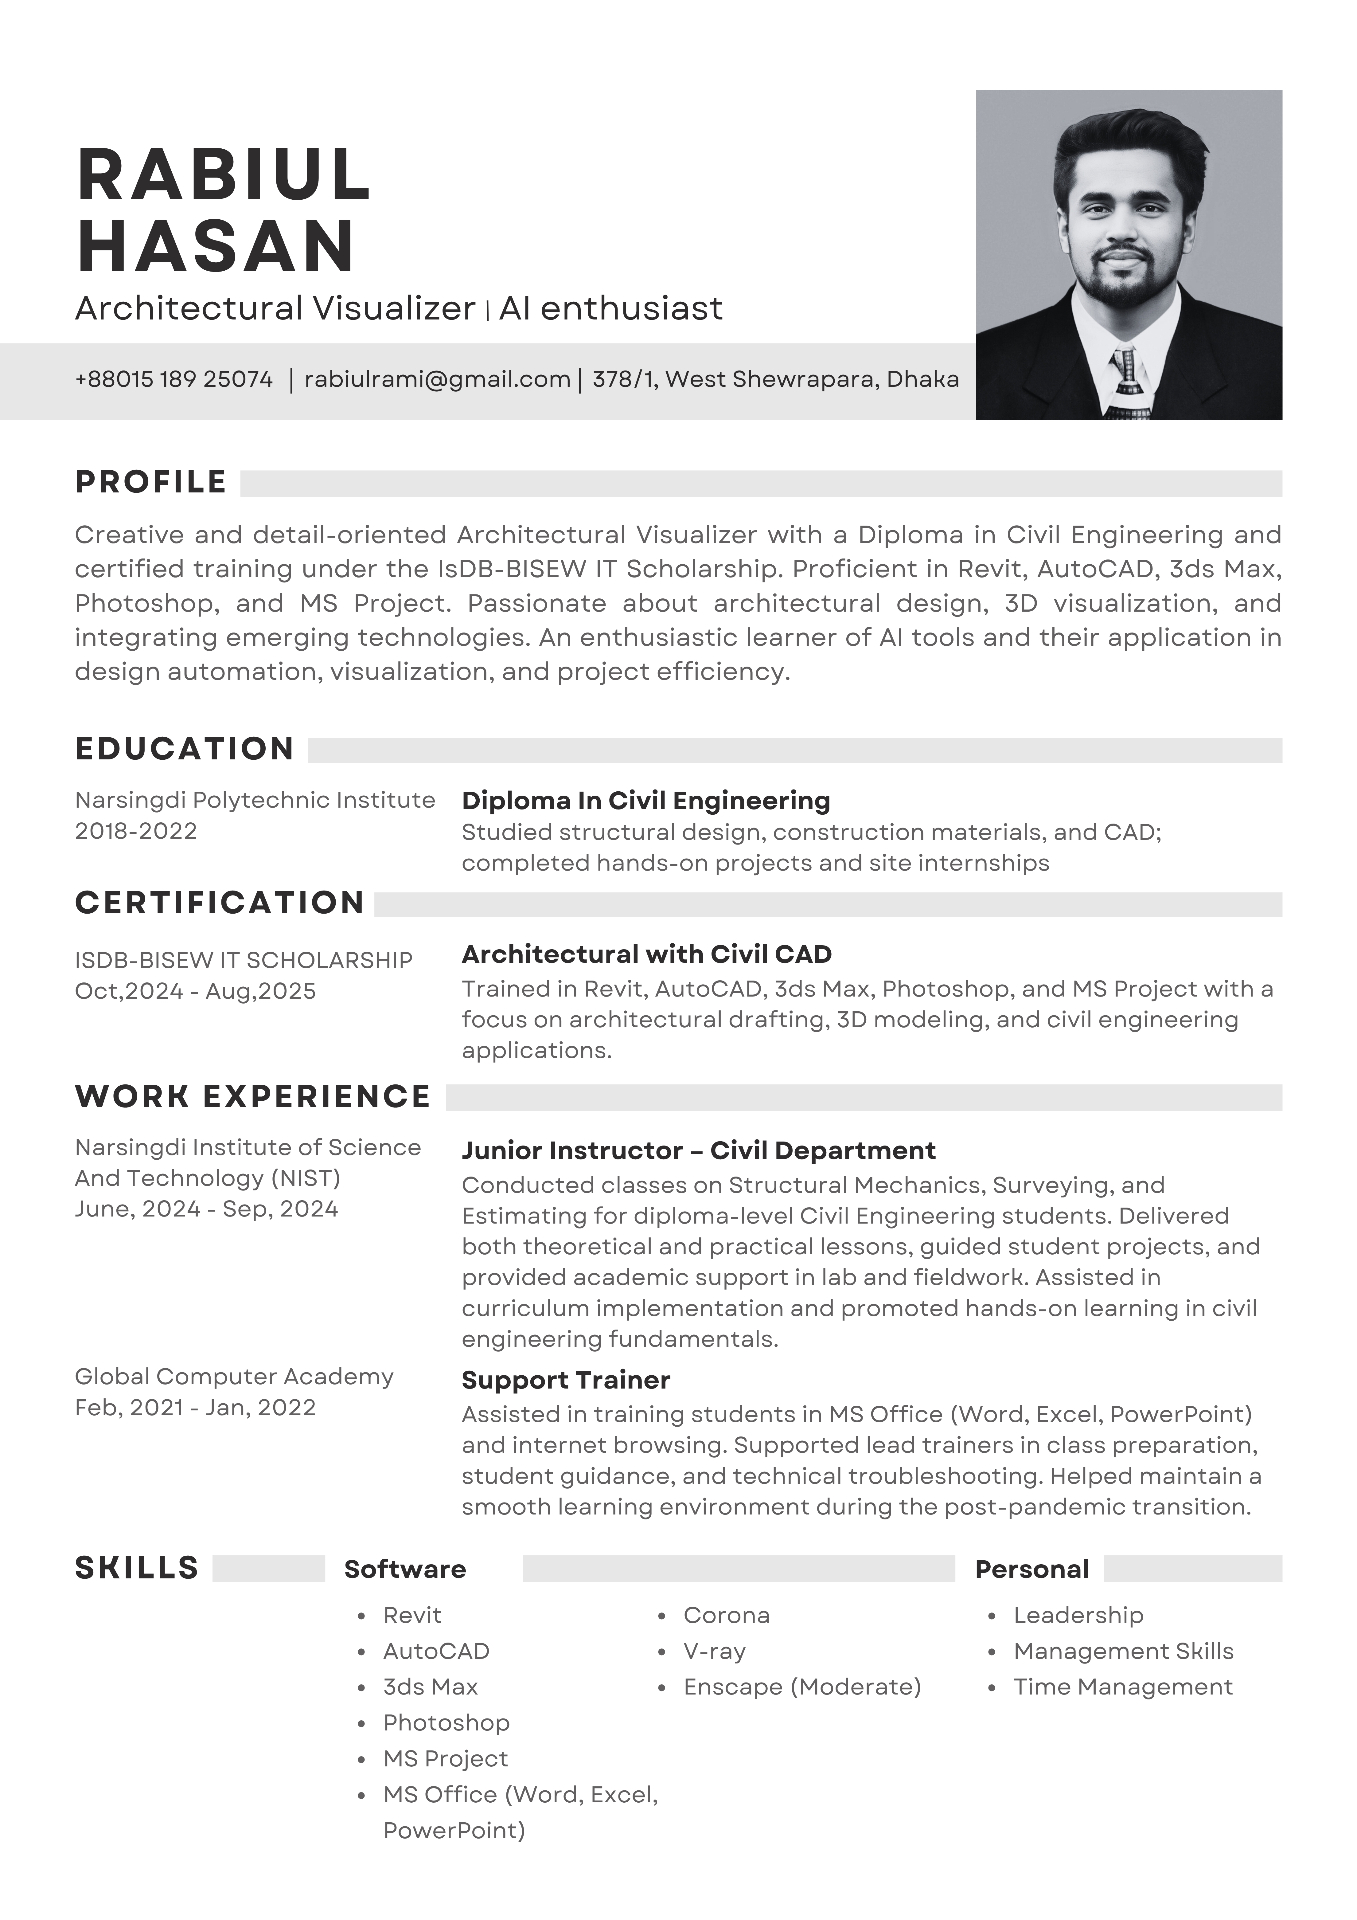 RABIUL
HASAN
Architectural Visualizer | AI enthusiast
+88015 189 25074 | rabiulrami@gmail.com | 378/1, West Shewrapara, Dhaka
PROFILE
Creative and detail-oriented Architectural Visualizer with a Diploma in Civil Engineering and
certified training under the IsDB-BISEW IT Scholarship. Proficient in Revit, AutoCAD, 3ds Max,
Photoshop, and MS Project. Passionate about architectural design, 3D visualization, and
integrating emerging technologies. An enthusiastic learner of AI tools and their application in
design automation, visualization, and project efficiency.
EDUCATION
Narsingdi Polytechnic Institute
2018-2022
Diploma In Civil Engineering
Studied structural design, construction materials, and CAD;
completed hands-on projects and site internships
CERTIFICATION
ISDB-BISEW IT SCHOLARSHIP
Oct,2024 - Aug,2025
Architectural with Civil CAD
Trained in Revit, AutoCAD, 3ds Max, Photoshop, and MS Project with a
focus on architectural drafting, 3D modeling, and civil engineering
applications.
WORK EXPERIENCE
Narsingdi Institute of Science
And Technology (NIST)
June, 2024 - Sep, 2024
Junior Instructor – Civil Department
Conducted classes on Structural Mechanics, Surveying, and
Estimating for diploma-level Civil Engineering students. Delivered
both theoretical and practical lessons, guided student projects, and
provided academic support in lab and fieldwork. Assisted in
curriculum implementation and promoted hands-on learning in civil
engineering fundamentals.
Global Computer Academy
Feb, 2021 - Jan, 2022
Support Trainer
Assisted in training students in MS Office (Word, Excel, PowerPoint)
and internet browsing. Supported lead trainers in class preparation,
student guidance, and technical troubleshooting. Helped maintain a
smooth learning environment during the post-pandemic transition.
SKILLS
Software
• Revit
• AutoCAD
• 3ds Max
• Photoshop
• MS Project
• MS Office (Word, Excel,
PowerPoint)
• Corona
• V-ray
• Enscape (Moderate)
Personal
• Leadership
• Management Skills
• Time Management